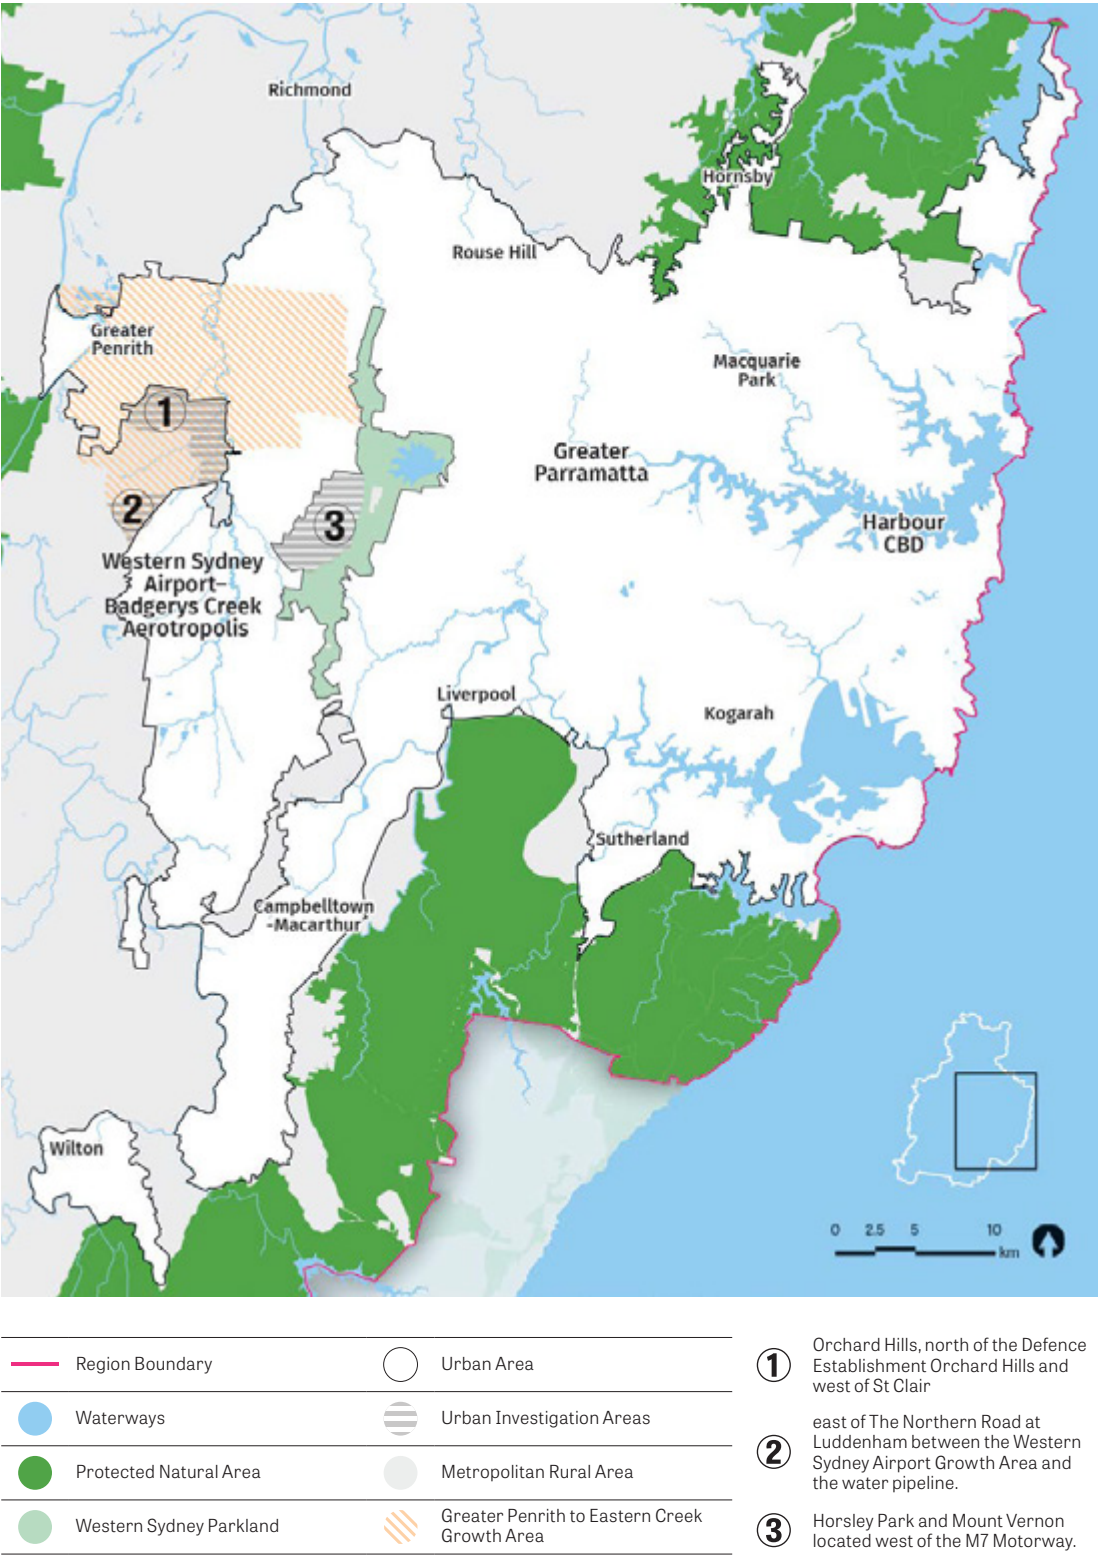 Richmond
Hornsby
Rouse Hill
Greater
Penrith
Macquarie
Park
1
Greater
Parramatta
2
3
Harbour
CBD
Western Sydney
Airport–
Badgerys Creek
Aerotropolis
Liverpool
Kogarah
Sutherland
Campbelltown
-Macarthur
Wilton
0 2.5 5 10
km
Region Boundary
Waterways
Protected Natural Area
Western Sydney Parkland
Urban Area
Urban Investigation Areas
Metropolitan Rural Area
Greater Penrith to Eastern Creek
Growth Area
1
Orchard Hills, north of the Defence
Establishment Orchard Hills and
west of St Clair
2
east of The Northern Road at
Luddenham between the Western
Sydney Airport Growth Area and
the water pipeline.
3
Horsley Park and Mount Vernon
located west of the M7 Motorway.